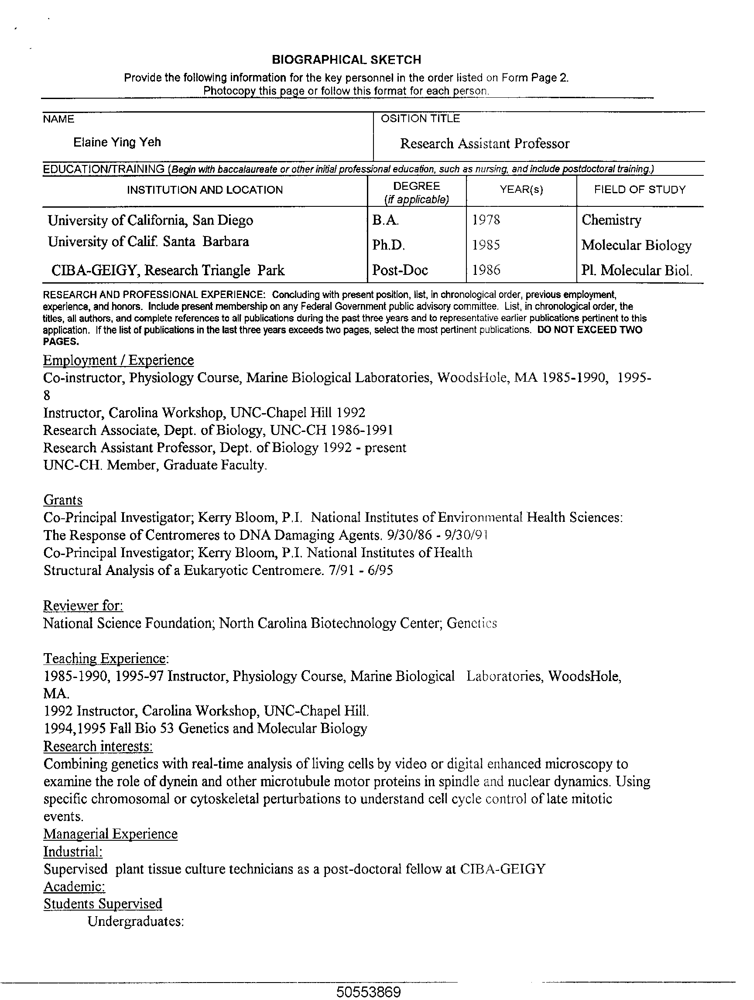 BIOGRAPHICAL SKETCH
Provide the following information for the key personnel in the order listed on Form Page 2.
Photocopy this page or follow this format for each person.
NAME
OSITION TITLE
Elaine Ying Yeh
Research Assistant Professor
EDUCATION/TRAINING (Begin with baccalaureate or other initial professional education, such as nursing, and include postdoctoral training.)
INSTITUTION AND LOCATION
DEGREE
(if applicable)
YEAR(s)
FIELD OF STUDY
University of California, San Diego B.A. 1978 Chemistry
University of Calif. Santa Barbara Ph.D. 1985 Molecular Biology
CIBA-GEIGY, Research Triangle Park Post-Doc 1986 Pl. Molecular Biol.
RESEARCH AND PROFESSIONAL EXPERIENCE: Concluding with present position, list, in chronological order, previous employment,
experience, and honors. Include present membership on any Federal Government public advisory committee. List, in chronological order, the
titles, all authors, and complete references to all publications during the past three years and to representative earlier publications pertinent to this
application. If the list of publications in the last three years exceeds two pages, select the most pertinent publications. DO NOT EXCEED TWO
PAGES.
Employment / Experience
Co-instructor, Physiology Course, Marine Biological Laboratories, WoodsHole, MA 1985-1990, 1995-
8
Instructor, Carolina Workshop, UNC-Chapel Hill 1992
Research Associate, Dept. of Biology, UNC-CH 1986-1991
Research Assistant Professor, Dept. of Biology 1992 - present
UNC-CH. Member, Graduate Faculty.
Grants
Co-Principal Investigator; Kerry Bloom, P.I. National Institutes of Environmental Health Sciences:
The Response of Centromeres to DNA Damaging Agents. 9/30/86 - 9/30/91
Co-Principal Investigator; Kerry Bloom, P.I. National Institutes of Health
Structural Analysis of a Eukaryotic Centromere. 7/91 - 6/95
Reviewer for:
National Science Foundation; North Carolina Biotechnology Center; Genetics
Teaching Experience:
1985-1990, 1995-97 Instructor, Physiology Course, Marine Biological Laboratories, WoodsHole,
MA.
1992 Instructor, Carolina Workshop, UNC-Chapel Hill.
1994,1995 Fall Bio 53 Genetics and Molecular Biology
Research interests:
Combining genetics with real-time analysis of living cells by video or digital enhanced microscopy to
examine the role of dynein and other microtubule motor proteins in spindle and nuclear dynamics. Using
specific chromosomal or cytoskeletal perturbations to understand cell cycle control of late mitotic
events.
Managerial Experience
Industrial:
Supervised plant tissue culture technicians as a post-doctoral fellow at CIBA-GEIGY
Academic:
Students Supervised
Undergraduates:
50553869